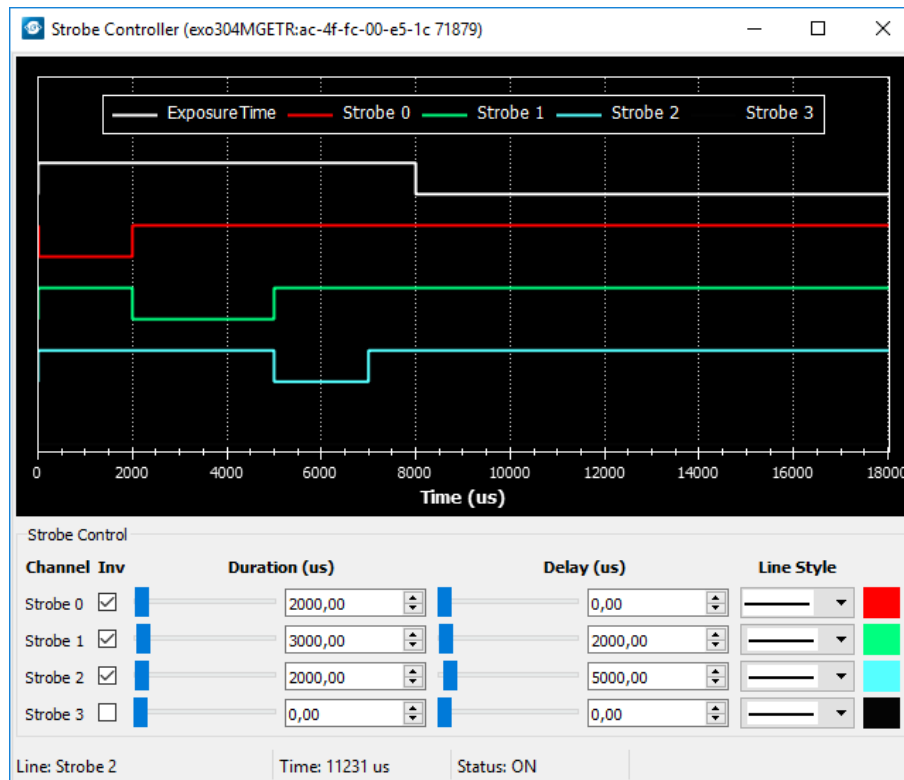 Strobe Controller (exo304MGETR:ac-4f-fc-00-e5-1c 71879)
ExposureTime Strobe 0 Strobe 1 Strobe 2 Strobe 3
0 2000 4000 6000 8000 10000 12000 14000 16000 18000
Time (us)
Strobe Control
Channel Inv Duration (us) Delay (us) Line Style
Strobe 0 2000,00 0,00
Strobe 1 3000,00 2000,00
Strobe 2 2000,00 5000,00
Strobe 3 0,00 0,00
Line: Strobe 2 Time: 11231 us Status: ON